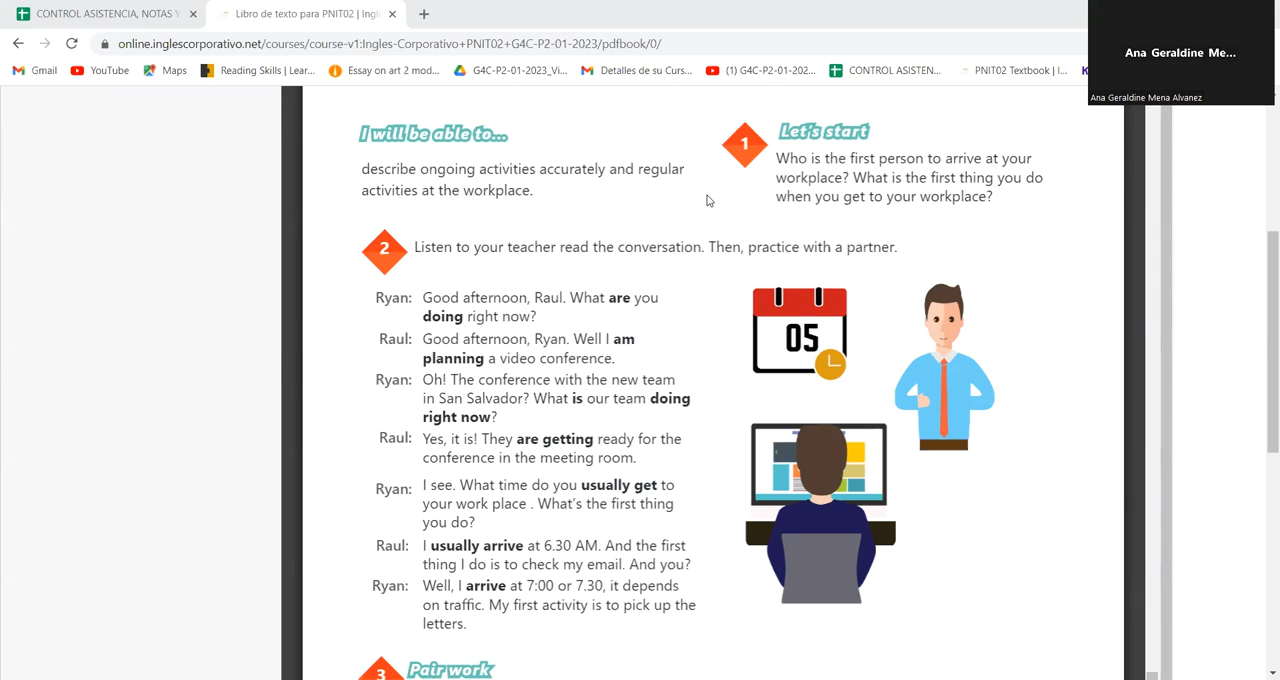 CONTROL ASISTENCIA, NOTAS Y
Libro de texto para PNIT02 | Ingl
online.inglescorporativo.net/courses/course-v1:Ingles-Corporativo+PNIT02+G4C-P2-01-2023/pdfbook/0/
Gmail
YouTube
Maps
Reading Skills | Lear...
Essay on art 2 mod...
G4C-P2-01-2023_Vi...
Detalles de su Curs...
(1) G4C-P2-01-202...
CONTROL ASISTEN...
PNIT02 Textbook | I...
K
Ana Geraldine Me...
Ana Geraldine Mena Alvanez
I will be able to...
describe ongoing activities accurately and regular
activities at the workplace.
1
Let's start
Who is the first person to arrive at your
workplace? What is the first thing you do
when you get to your workplace?
2
Listen to your teacher read the conversation. Then, practice with a partner.
Ryan: Good afternoon, Raul. What are you
doing right now?
Raul: Good afternoon, Ryan. Well I am
planning a video conference.
Ryan: Oh! The conference with the new team
in San Salvador? What is our team doing
right now?
Raul: Yes, it is! They are getting ready for the
conference in the meeting room.
Ryan: I see. What time do you usually get to
your work place . What's the first thing
you do?
Raul: I usually arrive at 6.30 AM. And the first
thing I do is to check my email. And you?
Ryan: Well, I arrive at 7:00 or 7.30, it depends
on traffic. My first activity is to pick up the
letters.
05
3
Pair work